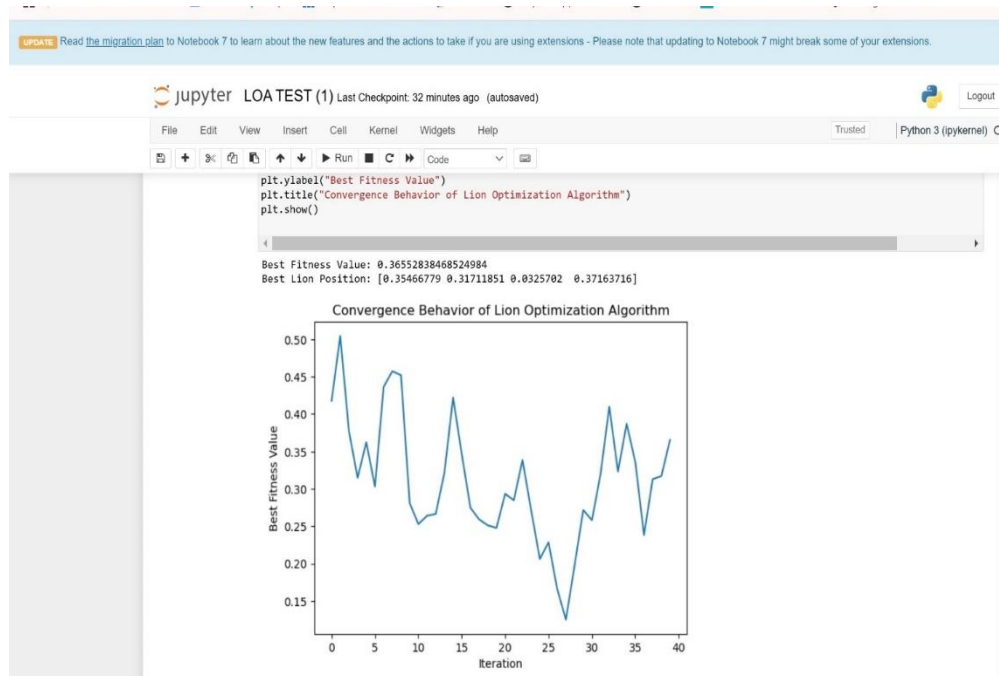 UPDATE Read the migration plan to Notebook 7 to learn about the new features and the actions to take if you are using extensions - Please note that updating to Notebook 7 might break some of your extensions.
jupyter LOA TEST (1) Last Checkpoint: 32 minutes ago (autosaved)
Logout
File Edit View Insert Cell Kernel Widgets Help
Trusted Python 3 (ipykernel)
Run Code
plt.ylabel("Best Fitness Value")
plt.title("Convergence Behavior of Lion Optimization Algorithm")
plt.show()
Best Fitness Value: 0.36552838468524984
Best Lion Position: [0.35466779 0.31711851 0.0325702 0.37163716]
Convergence Behavior of Lion Optimization Algorithm
0.50
0.45
0.40
0.35
0.30
0.25
0.20
0.15
Best Fitness Value
0 5 10 15 20 25 30 35 40
Iteration